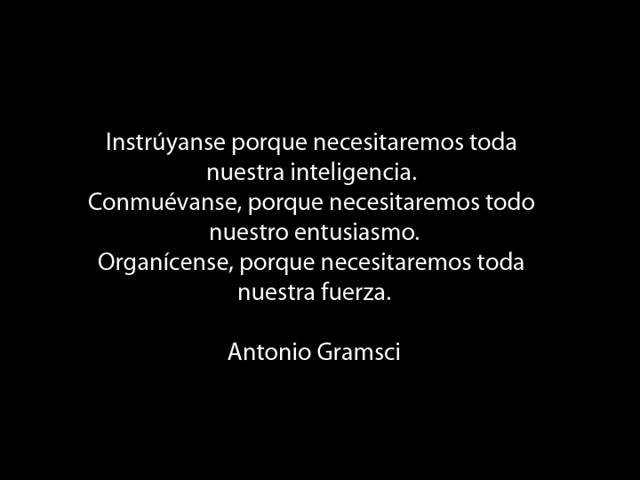 Instrúyanse porque necesitaremos toda
nuestra inteligencia.
Conmuévanse, porque necesitaremos todo
nuestro entusiasmo.
Organícense, porque necesitaremos toda
nuestra fuerza.
Antonio Gramsci